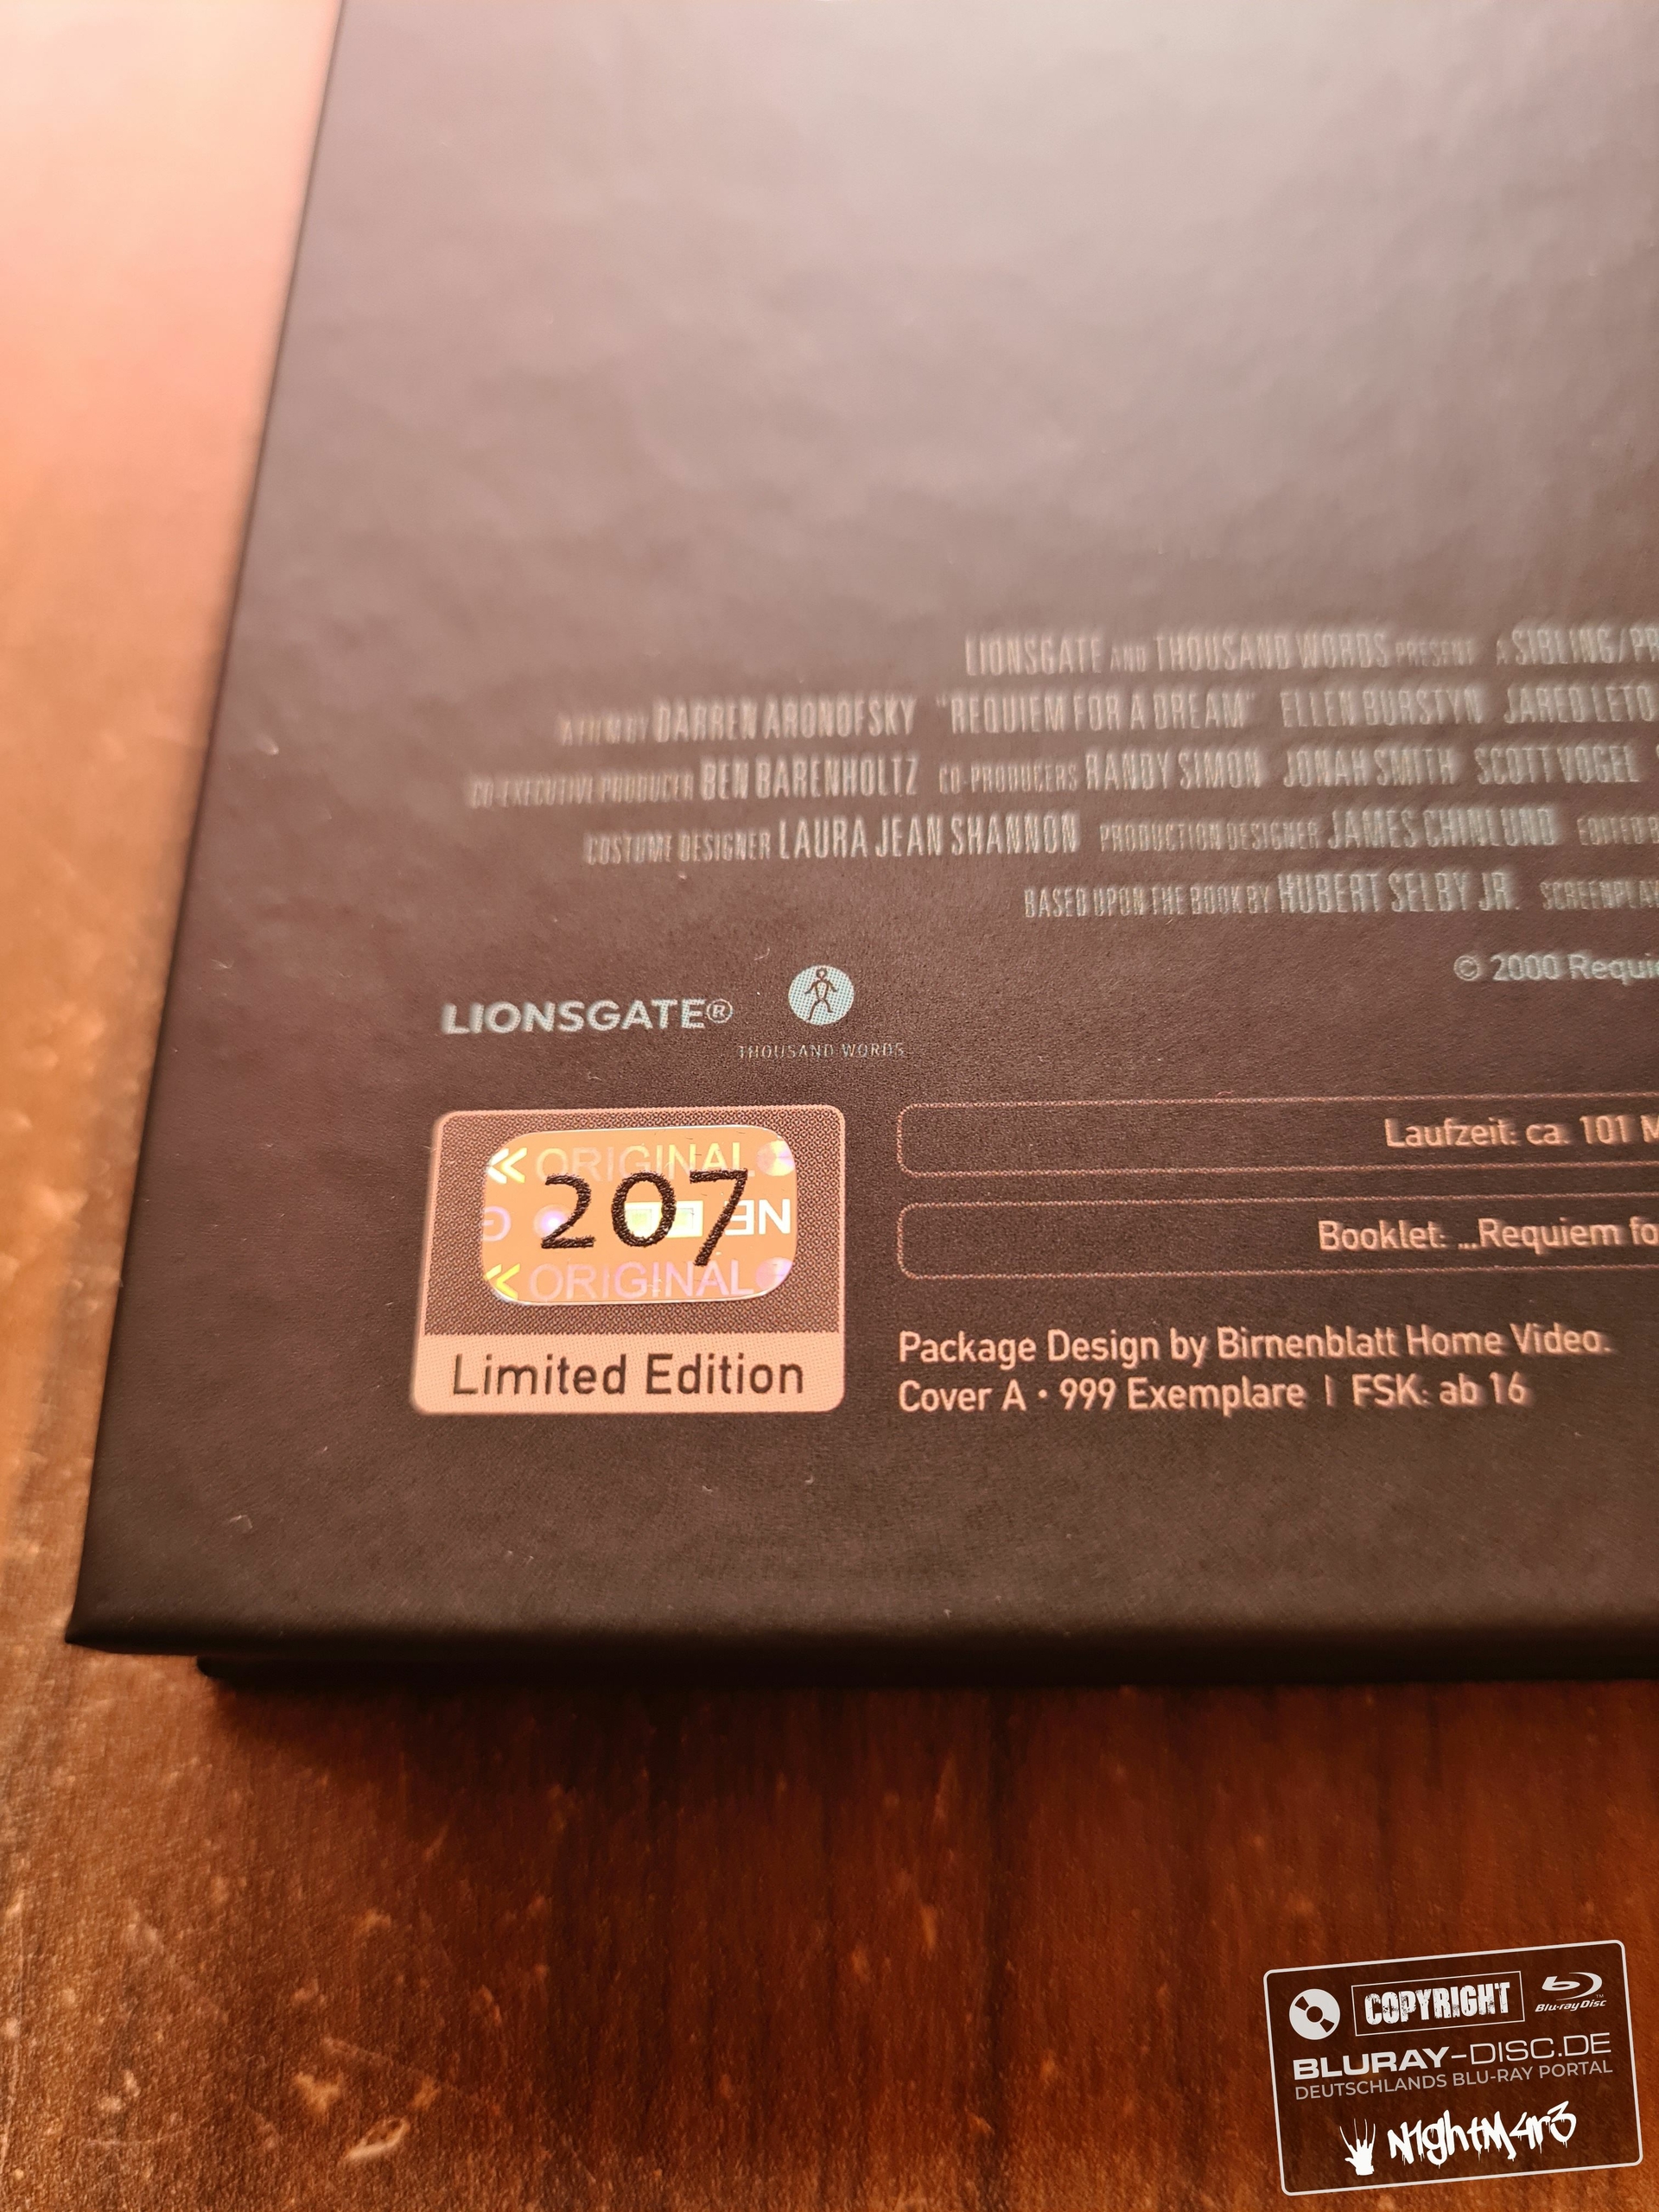 LIONSGATE AND THOUSAND WORDS PRESENT A SIBLING/PR
A FILM BY DARREN ARONOFSKY "REQUIEM FOR A DREAM" ELLEN BURSTYN JARED LETO
CO-EXECUTIVE PRODUCER BEN BARENHOLTZ CO-PRODUCERS RANDY SIMON JONAH SMITH SCOTT VOGEL
COSTUME DESIGNER LAURA JEAN SHANNON PRODUCTION DESIGNER JAMES CHINLUND EDITED B
BASED UPON THE BOOK BY HUBERT SELBY JR. SCREENPLAY
© 2000 Requie
LIONSGATE®
THOUSAND WORDS
ORIGINAL
207
ORIGINAL
Limited Edition
Laufzeit: ca. 101 M
Booklet: ...Requiem fo
Package Design by Birnenblatt Home Video.
Cover A • 999 Exemplare | FSK: ab 16
COPYRIGHT Blu-ray Disc
BLURAY-DISC.DE
DEUTSCHLANDS BLU-RAY PORTAL
N1ghtM4r3